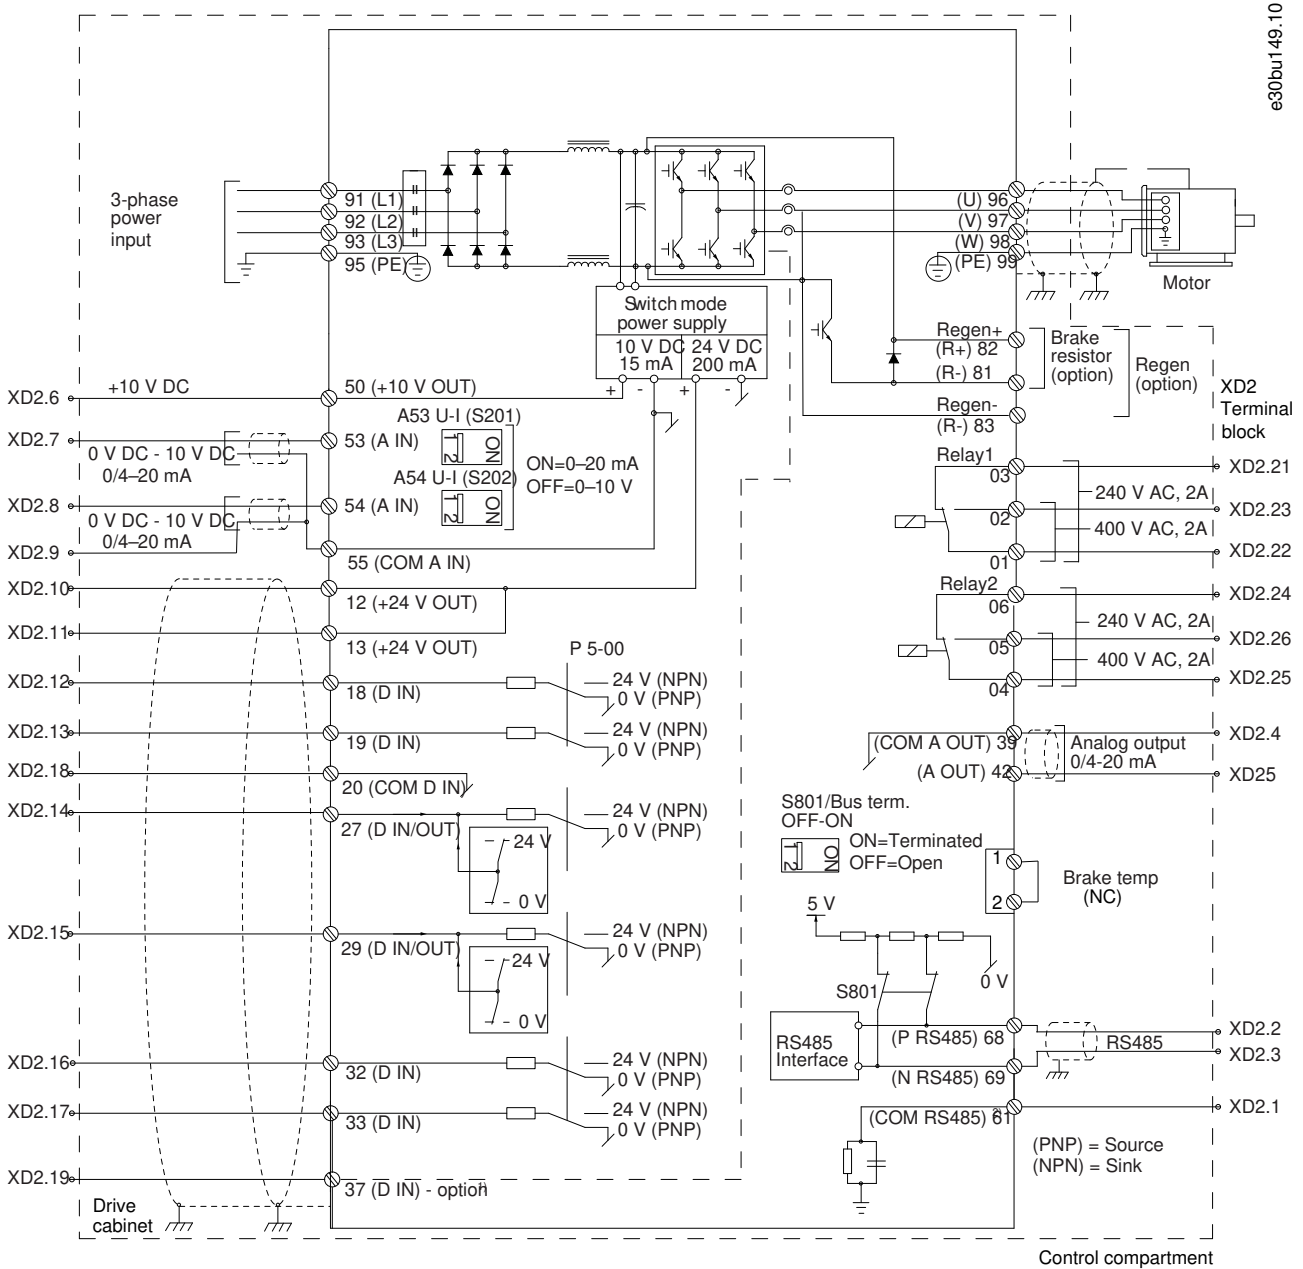 e30bu149.10
3-phase
power
input
91 (L1)
92 (L2)
93 (L3)
95 (PE)
(U) 96
(V) 97
(W) 98
(PE) 99
Motor
Switch mode
power supply
10 V DC
15 mA
24 V DC
200 mA
+ - + -
Regen+
(R+) 82
(R-) 81
Regen-
(R-) 83
Brake
resistor
(option)
Regen
(option)
XD2
Terminal
block
XD2.6
+10 V DC
50 (+10 V OUT)
A53 U-I (S201)
1 2
ON
XD2.7
0 V DC - 10 V DC
0/4–20 mA
53 (A IN)
A54 U-I (S202)
1 2
ON
ON=0–20 mA
OFF=0–10 V
XD2.8
0 V DC - 10 V DC
0/4–20 mA
54 (A IN)
XD2.9
55 (COM A IN)
XD2.10
12 (+24 V OUT)
XD2.11
13 (+24 V OUT)
P 5-00
XD2.12
18 (D IN)
24 V (NPN)
0 V (PNP)
XD2.13
19 (D IN)
24 V (NPN)
0 V (PNP)
XD2.18
20 (COM D IN)
XD2.14
27 (D IN/OUT)
24 V (NPN)
0 V (PNP)
24 V
0 V
XD2.15
29 (D IN/OUT)
24 V (NPN)
0 V (PNP)
24 V
0 V
XD2.16
32 (D IN)
24 V (NPN)
0 V (PNP)
XD2.17
33 (D IN)
24 V (NPN)
0 V (PNP)
XD2.19
37 (D IN) - option
Drive
cabinet
Relay1
03
02
01
240 V AC, 2A
400 V AC, 2A
XD2.21
XD2.23
XD2.22
Relay2
06
05
04
240 V AC, 2A
400 V AC, 2A
XD2.24
XD2.26
XD2.25
(COM A OUT) 39
(A OUT) 42
Analog output
0/4-20 mA
XD2.4
XD25
S801/Bus term.
OFF-ON
1 2
ON
ON=Terminated
OFF=Open
1
2
Brake temp
(NC)
5 V
0 V
S801
RS485
Interface
(P RS485) 68
(N RS485) 69
(COM RS485) 61
RS485
XD2.2
XD2.3
XD2.1
(PNP) = Source
(NPN) = Sink
Control compartment